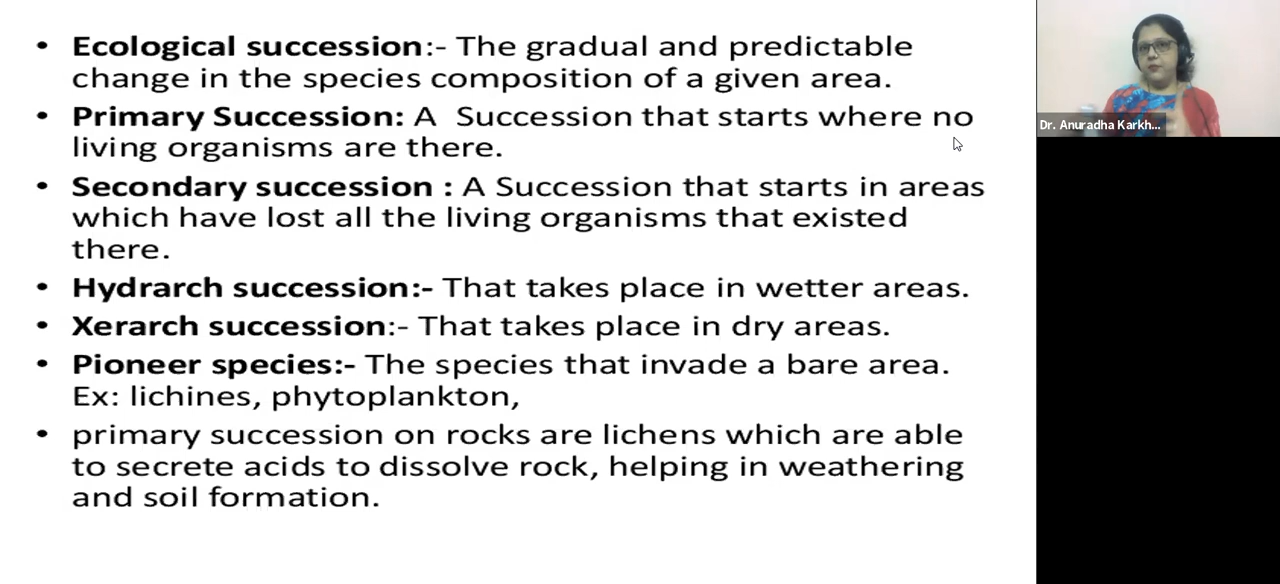 • Ecological succession:- The gradual and predictable
change in the species composition of a given area.
• Primary Succession: A Succession that starts where no
living organisms are there.
• Secondary succession : A Succession that starts in areas
which have lost all the living organisms that existed
there.
• Hydrarch succession:- That takes place in wetter areas.
• Xerarch succession:- That takes place in dry areas.
• Pioneer species:- The species that invade a bare area.
Ex: lichines, phytoplankton,
• primary succession on rocks are lichens which are able
to secrete acids to dissolve rock, helping in weathering
and soil formation.
Dr. Anuradha Karkh...